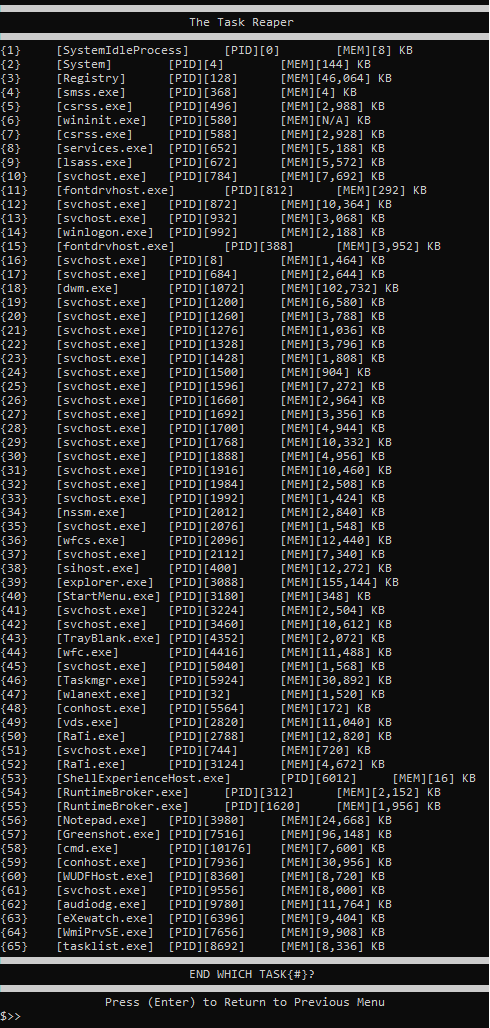 The Task Reaper
{1} [SystemIdleProcess] [PID][0] [MEM][8] KB
{2} [System] [PID][4] [MEM][144] KB
{3} [Registry] [PID][128] [MEM][46,064] KB
{4} [smss.exe] [PID][368] [MEM][4] KB
{5} [csrss.exe] [PID][496] [MEM][2,988] KB
{6} [wininit.exe] [PID][580] [MEM][N/A] KB
{7} [csrss.exe] [PID][588] [MEM][2,928] KB
{8} [services.exe] [PID][652] [MEM][5,188] KB
{9} [lsass.exe] [PID][672] [MEM][5,572] KB
{10} [svchost.exe] [PID][784] [MEM][7,692] KB
{11} [fontdrvhost.exe] [PID][812] [MEM][292] KB
{12} [svchost.exe] [PID][872] [MEM][10,364] KB
{13} [svchost.exe] [PID][932] [MEM][3,068] KB
{14} [winlogon.exe] [PID][992] [MEM][2,188] KB
{15} [fontdrvhost.exe] [PID][388] [MEM][3,952] KB
{16} [svchost.exe] [PID][8] [MEM][1,464] KB
{17} [svchost.exe] [PID][684] [MEM][2,644] KB
{18} [dwm.exe] [PID][1072] [MEM][102,732] KB
{19} [svchost.exe] [PID][1200] [MEM][6,580] KB
{20} [svchost.exe] [PID][1260] [MEM][3,788] KB
{21} [svchost.exe] [PID][1276] [MEM][1,036] KB
{22} [svchost.exe] [PID][1328] [MEM][3,796] KB
{23} [svchost.exe] [PID][1428] [MEM][1,808] KB
{24} [svchost.exe] [PID][1500] [MEM][904] KB
{25} [svchost.exe] [PID][1596] [MEM][7,272] KB
{26} [svchost.exe] [PID][1660] [MEM][2,964] KB
{27} [svchost.exe] [PID][1692] [MEM][3,356] KB
{28} [svchost.exe] [PID][1700] [MEM][4,944] KB
{29} [svchost.exe] [PID][1768] [MEM][10,332] KB
{30} [svchost.exe] [PID][1888] [MEM][4,956] KB
{31} [svchost.exe] [PID][1916] [MEM][10,460] KB
{32} [svchost.exe] [PID][1984] [MEM][2,508] KB
{33} [svchost.exe] [PID][1992] [MEM][1,424] KB
{34} [nssm.exe] [PID][2012] [MEM][2,840] KB
{35} [svchost.exe] [PID][2076] [MEM][1,548] KB
{36} [wfcs.exe] [PID][2096] [MEM][12,440] KB
{37} [svchost.exe] [PID][2112] [MEM][7,340] KB
{38} [sihost.exe] [PID][400] [MEM][12,272] KB
{39} [explorer.exe] [PID][3088] [MEM][155,144] KB
{40} [StartMenu.exe] [PID][3180] [MEM][348] KB
{41} [svchost.exe] [PID][3224] [MEM][2,504] KB
{42} [svchost.exe] [PID][3460] [MEM][10,612] KB
{43} [TrayBlank.exe] [PID][4352] [MEM][2,072] KB
{44} [wfc.exe] [PID][4416] [MEM][11,488] KB
{45} [svchost.exe] [PID][5040] [MEM][1,568] KB
{46} [Taskmgr.exe] [PID][5924] [MEM][30,892] KB
{47} [wlanext.exe] [PID][32] [MEM][1,520] KB
{48} [conhost.exe] [PID][5564] [MEM][172] KB
{49} [vds.exe] [PID][2820] [MEM][11,040] KB
{50} [RaTi.exe] [PID][2788] [MEM][12,820] KB
{51} [svchost.exe] [PID][744] [MEM][720] KB
{52} [RaTi.exe] [PID][3124] [MEM][4,672] KB
{53} [ShellExperienceHost.exe] [PID][6012] [MEM][16] KB
{54} [RuntimeBroker.exe] [PID][312] [MEM][2,152] KB
{55} [RuntimeBroker.exe] [PID][1620] [MEM][1,956] KB
{56} [Notepad.exe] [PID][3980] [MEM][24,668] KB
{57} [Greenshot.exe] [PID][7516] [MEM][96,148] KB
{58} [cmd.exe] [PID][10176] [MEM][7,600] KB
{59} [conhost.exe] [PID][7936] [MEM][30,956] KB
{60} [WUDFHost.exe] [PID][8360] [MEM][8,720] KB
{61} [svchost.exe] [PID][9556] [MEM][8,000] KB
{62} [audiodg.exe] [PID][9780] [MEM][11,764] KB
{63} [eXewatch.exe] [PID][6396] [MEM][9,404] KB
{64} [WmiPrvSE.exe] [PID][7656] [MEM][9,908] KB
{65} [tasklist.exe] [PID][8692] [MEM][8,336] KB
END WHICH TASK{#}?
Press (Enter) to Return to Previous Menu
$>>